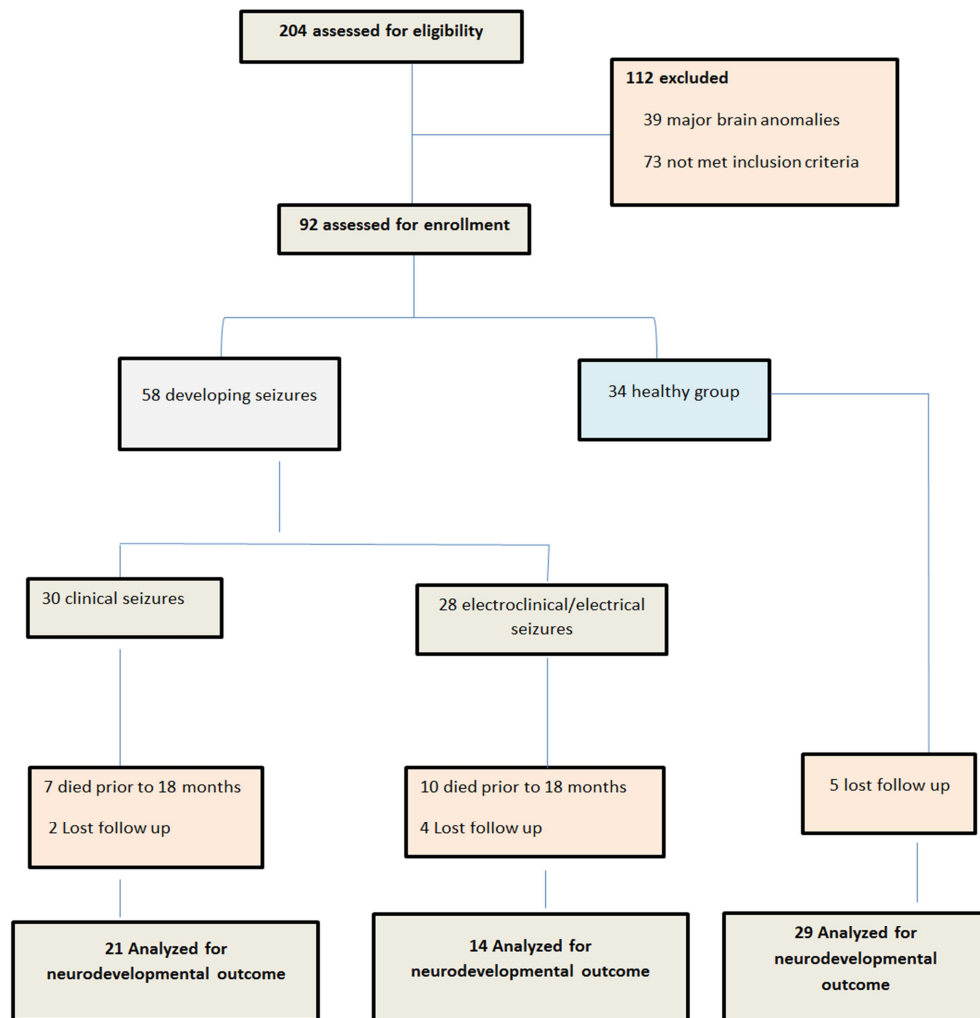 204 assessed for eligibility
112 excluded
39 major brain anomalies
73 not met inclusion criteria
92 assessed for enrollment
58 developing seizures
34 healthy group
30 clinical seizures
28 electroclinical/electrical
seizures
7 died prior to 18 months
2 Lost follow up
10 died prior to 18 months
4 Lost follow up
5 lost follow up
21 Analyzed for
neurodevelopmental outcome
14 Analyzed for
neurodevelopmental outcome
29 Analyzed for
neurodevelopmental
outcome